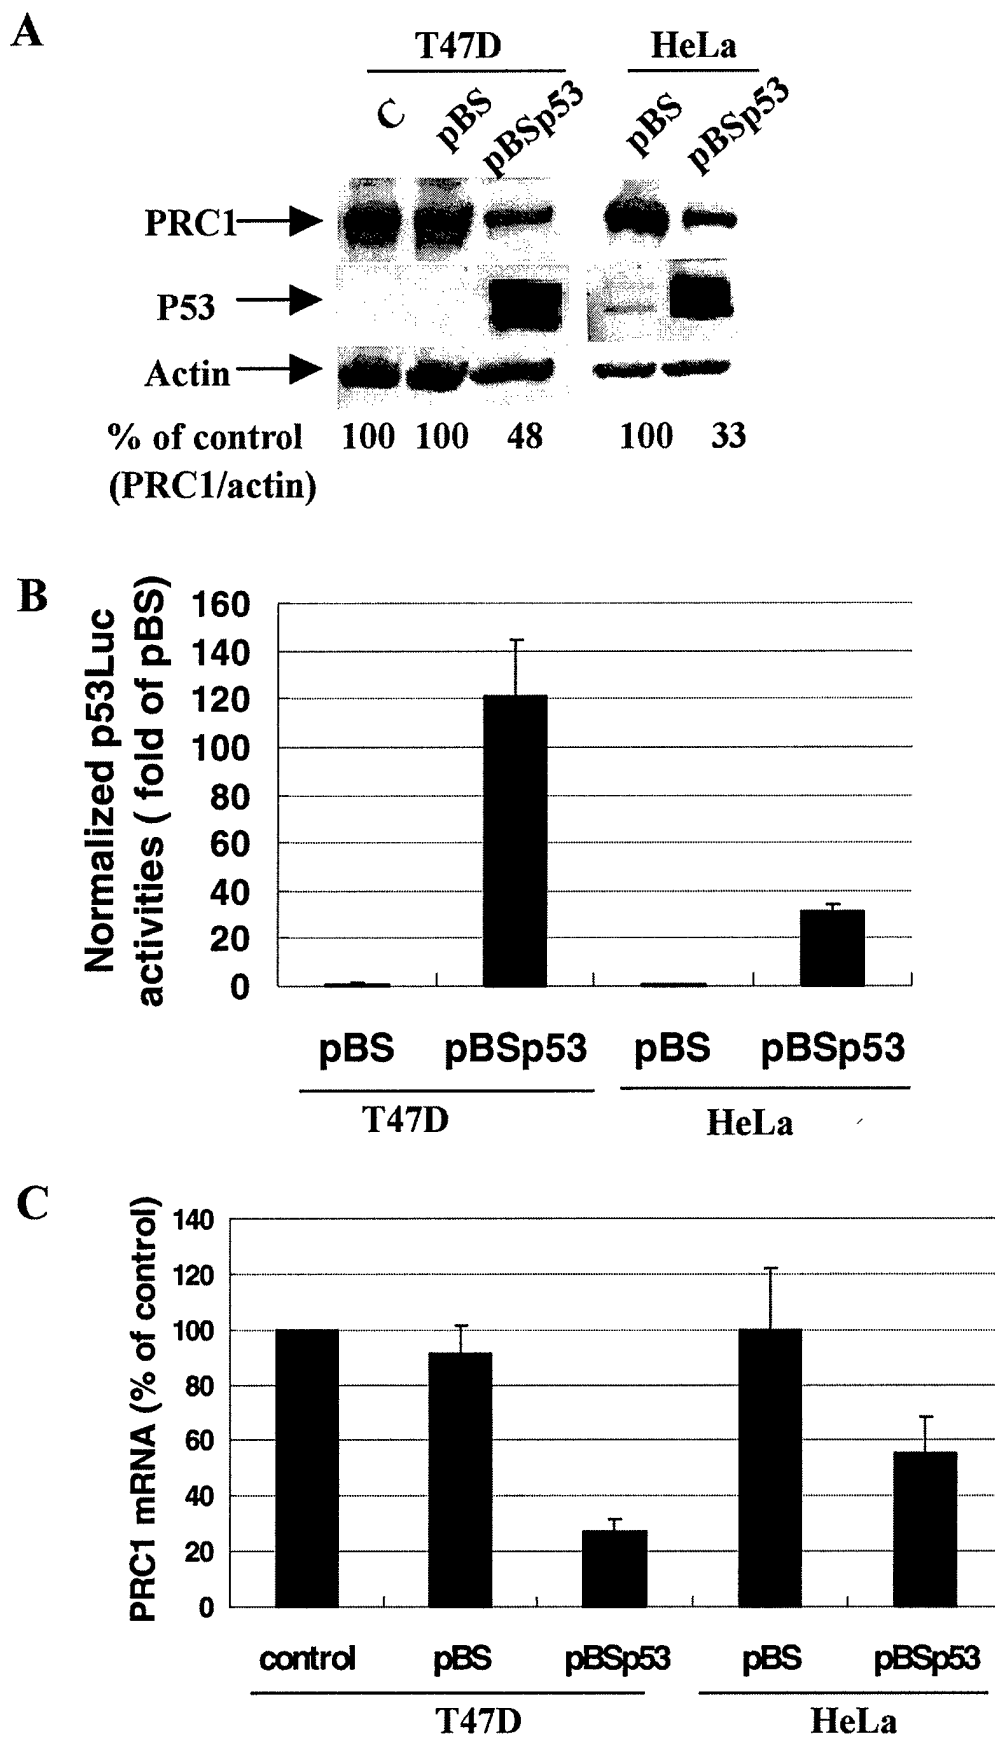 A
T47D HeLa
C pBS pBSp53 pBS pBSp53
PRC1
P53
Actin
% of control 100 100 48 100 33
(PRC1/actin)
B
Normalized p53Luc
activities ( fold of pBS)
160
140
120
100
80
60
40
20
0
pBS pBSp53 pBS pBSp53
T47D HeLa
C
PRC1 mRNA (% of control)
140
120
100
80
60
40
20
0
control pBS pBSp53 pBS pBSp53
T47D HeLa